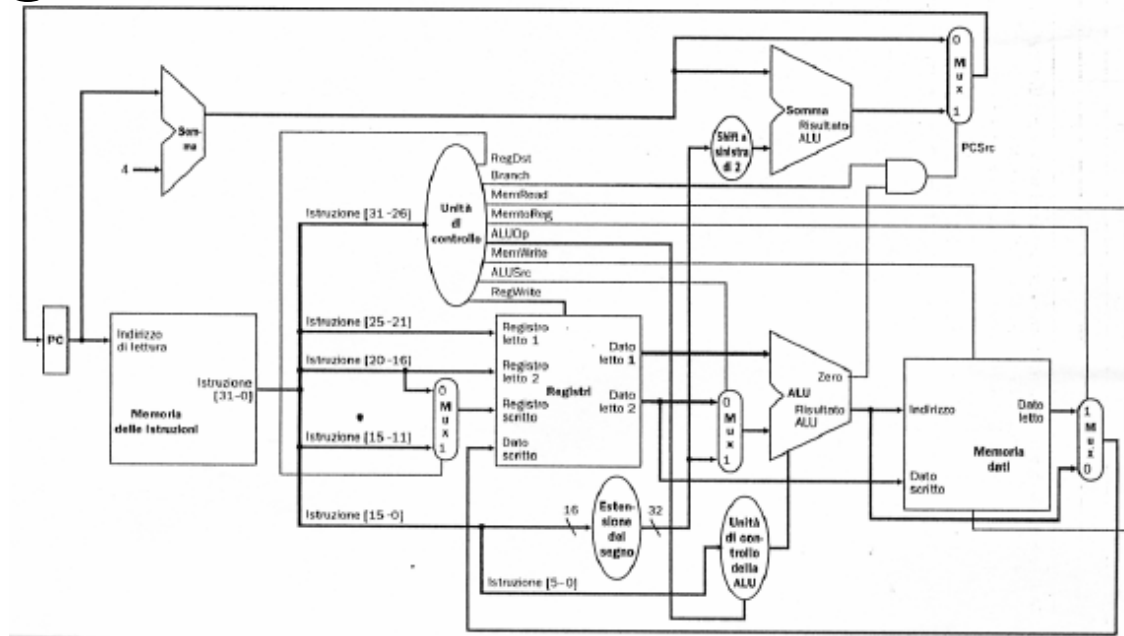 0
M
u
x
1
Som-
ma
4
Somma
Risultato
ALU
Shift a
sinistra
di 2
PCSrc
RegDst
Branch
MemRead
MemtoReg
ALUOp
MemWrite
ALUSrc
RegWrite
Unità
di
controllo
Istruzione [31-26]
PC
Indirizzo
di lettura
Istruzione
[31-0]
Memoria
delle Istruzioni
Istruzione [25-21]
Istruzione [20-16]
Istruzione [15-11]
Istruzione [15-0]
0
M
u
x
1
Registro
letto 1
Registro
letto 2
Registro
scritto
Dato
scritto
Registri
Dato
letto 1
Dato
letto 2
0
M
u
x
1
Zero
ALU
Risultato
ALU
Indirizzo
Dato
letto
Memoria
dati
Dato
scritto
1
M
u
x
0
16
Esten-
sione
del
segno
32
Unità
di con-
trollo
della
ALU
Istruzione [5-0]